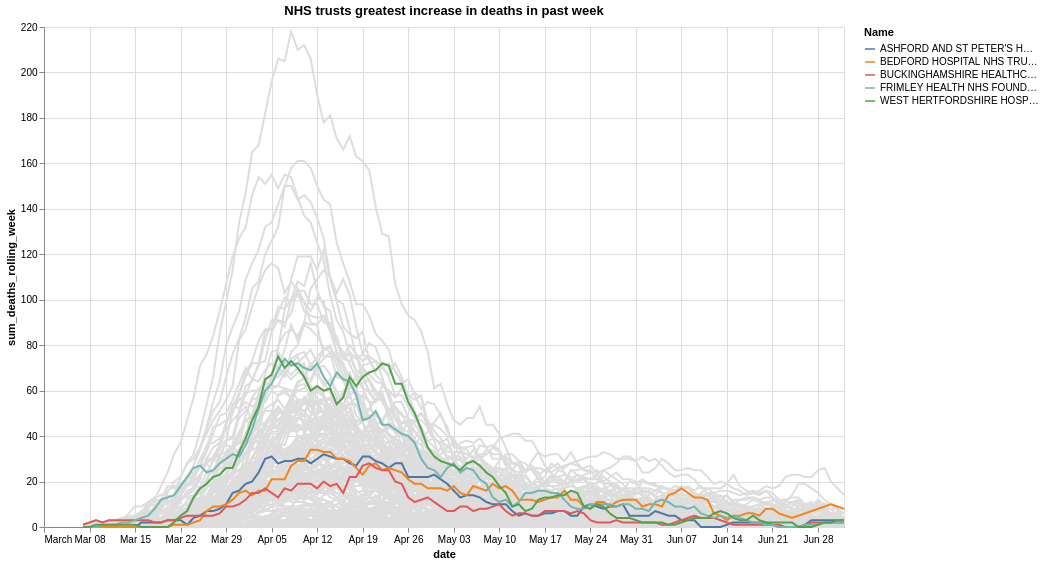 NHS trusts greatest increase in deaths in past week
220
200
180
160
140
120
100
80
60
40
20
0
sum_deaths_rolling_week
March Mar 08 Mar 15 Mar 22 Mar 29 Apr 05 Apr 12 Apr 19 Apr 26 May 03 May 10 May 17 May 24 May 31 Jun 07 Jun 14 Jun 21 Jun 28
date
Name
ASHFORD AND ST PETER'S H…
BEDFORD HOSPITAL NHS TRU…
BUCKINGHAMSHIRE HEALTHC…
FRIMLEY HEALTH NHS FOUND…
WEST HERTFORDSHIRE HOSP…